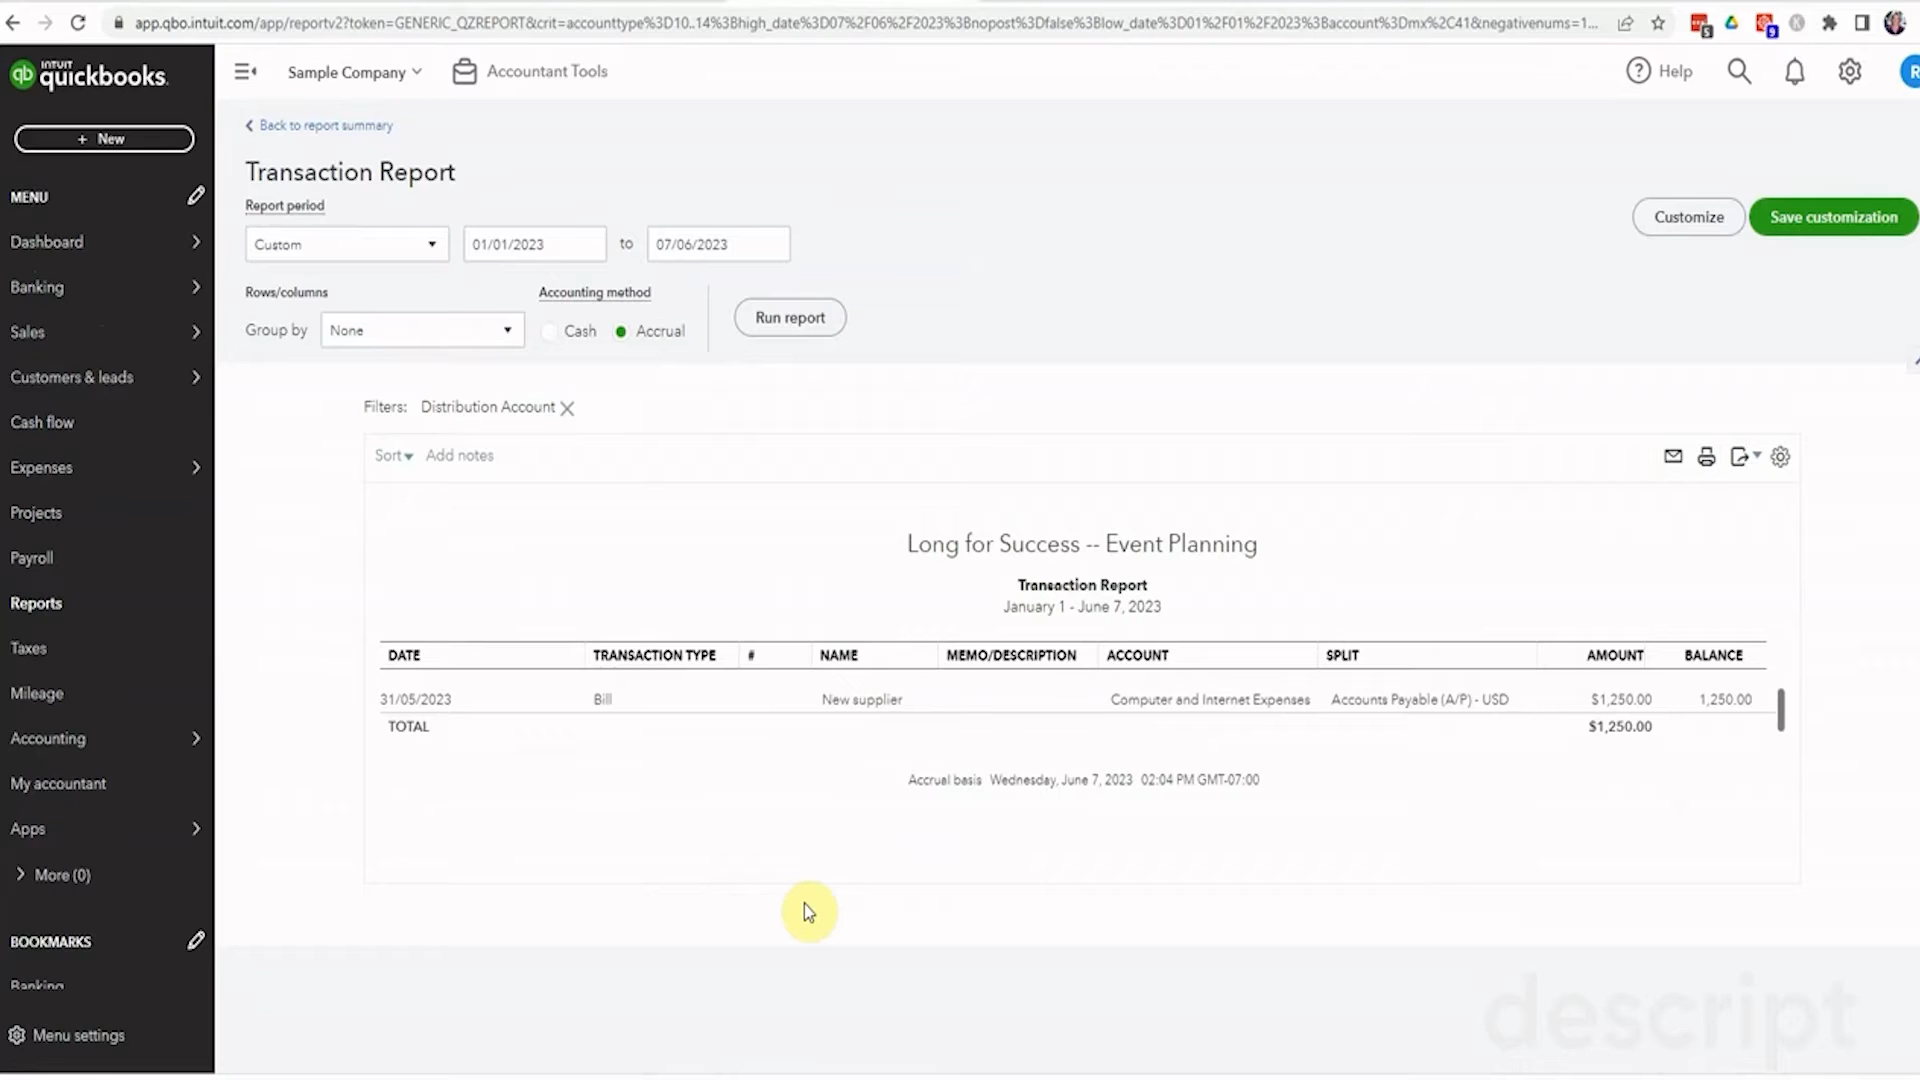 app.qbo.intuit.com/app/reportv2?token=GENERIC_QZREPORT&crit=accounttype%3D10..14%3Bhigh_date%3D07%2F06%2F2023%3Bnopost%3Dfalse%3Blow_date%3D01%2F01%2F2023%3Baccount%3Dmx%2C41&negativenums=1...
5
9
K
INTUIT
qb quickbooks.
Sample Company
Accountant Tools
Help
R
+ New
Back to report summary
Transaction Report
MENU
Report period
Customize
Save customization
Dashboard
Custom
01/01/2023
to
07/06/2023
Banking
Rows/columns
Accounting method
Group by
None
Cash
Accrual
Run report
Sales
Customers & leads
Filters: Distribution Account
Cash flow
Sort
Add notes
Expenses
Projects
Long for Success -- Event Planning
Payroll
Transaction Report
Reports
January 1 - June 7, 2023
Taxes
DATE TRANSACTION TYPE # NAME MEMO/DESCRIPTION ACCOUNT SPLIT AMOUNT BALANCE
Mileage
31/05/2023 Bill New supplier Computer and Internet Expenses Accounts Payable (A/P) - USD $1,250.00 1,250.00
TOTAL $1,250.00
Accounting
My accountant
Accrual basis Wednesday, June 7, 2023 02:04 PM GMT-07:00
Apps
More (0)
BOOKMARKS
Banking
Menu settings
descript